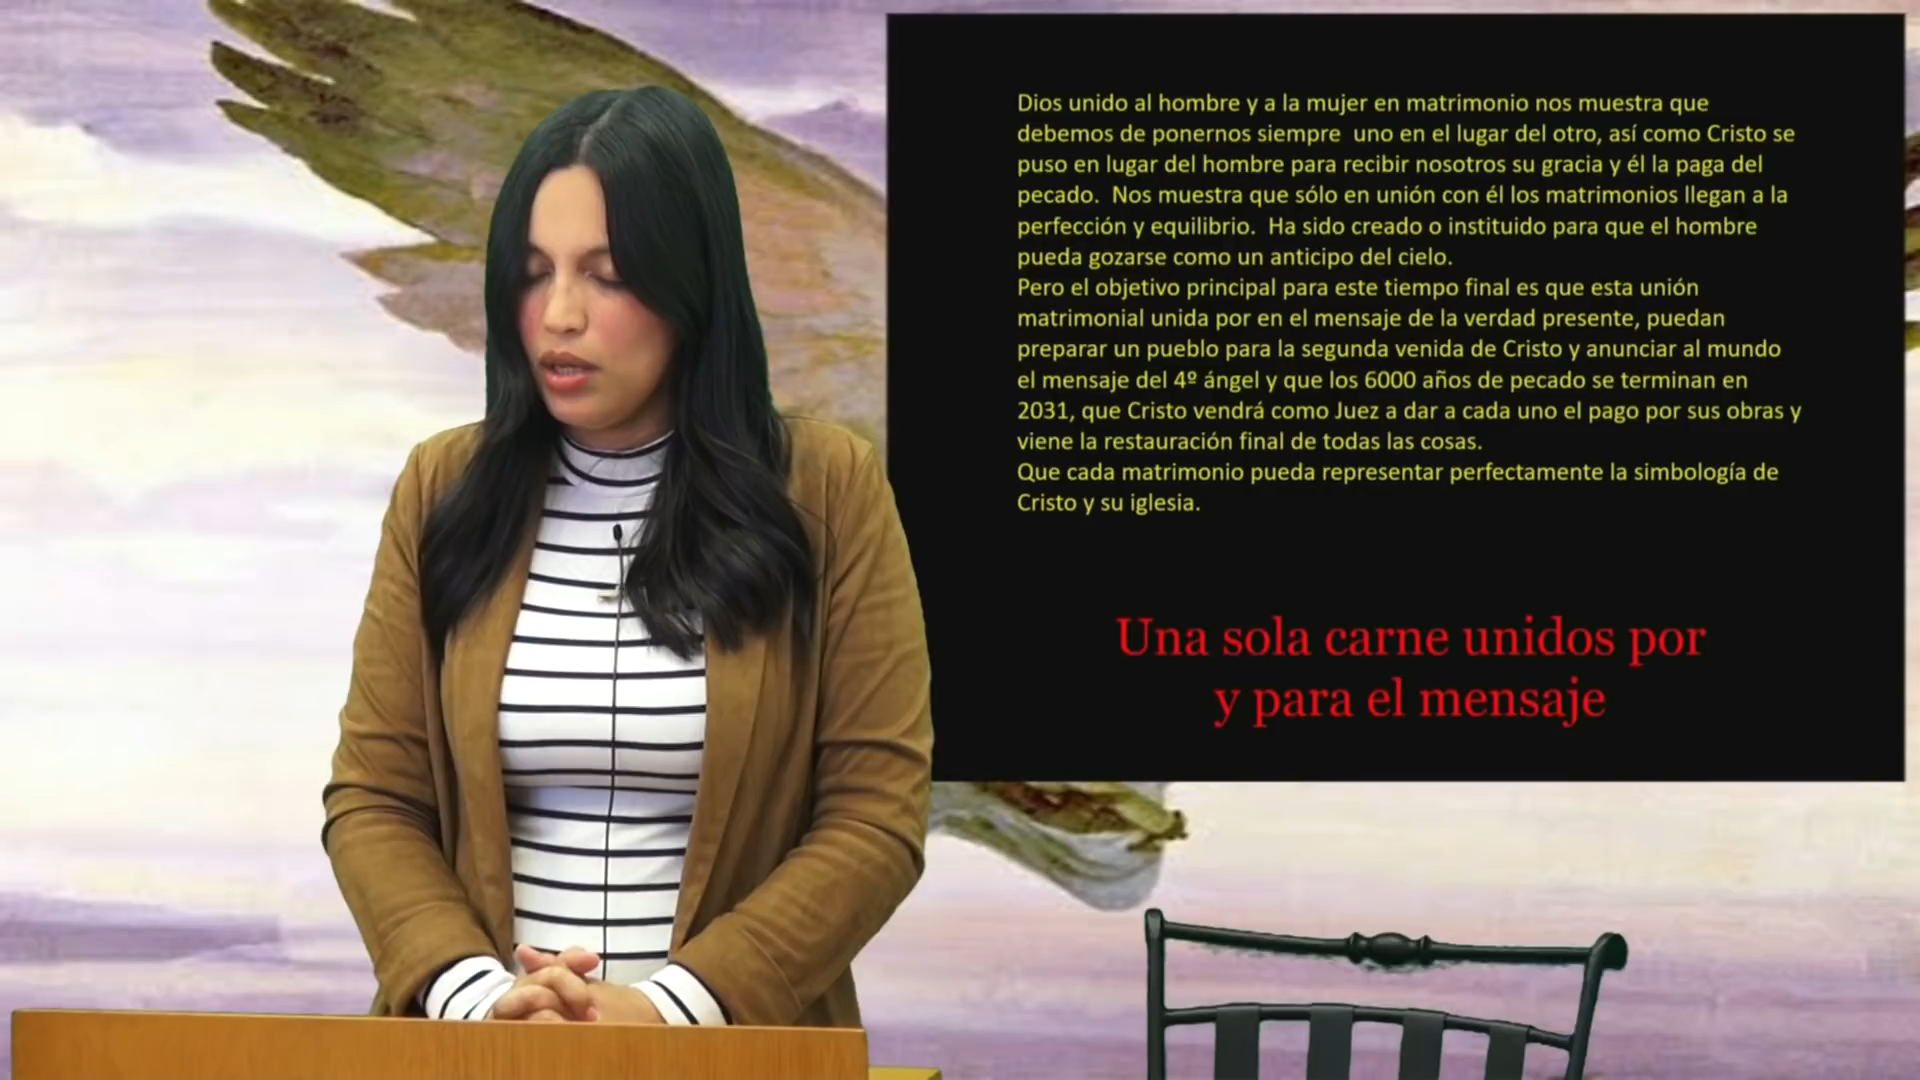 Dios unido al hombre y a la mujer en matrimonio nos muestra que
debemos de ponernos siempre  uno en el lugar del otro, así como Cristo se
puso en lugar del hombre para recibir nosotros su gracia y él la paga del
pecado.  Nos muestra que sólo en unión con él los matrimonios llegan a la
perfección y equilibrio.  Ha sido creado o instituido para que el hombre
pueda gozarse como un anticipo del cielo.
Pero el objetivo principal para este tiempo final es que esta unión
matrimonial unida por en el mensaje de la verdad presente, puedan
preparar un pueblo para la segunda venida de Cristo y anunciar al mundo
el mensaje del 4º ángel y que los 6000 años de pecado se terminan en
2031, que Cristo vendrá como Juez a dar a cada uno el pago por sus obras y
viene la restauración final de todas las cosas.
Que cada matrimonio pueda representar perfectamente la simbología de
Cristo y su iglesia.
Una sola carne unidos por
y para el mensaje